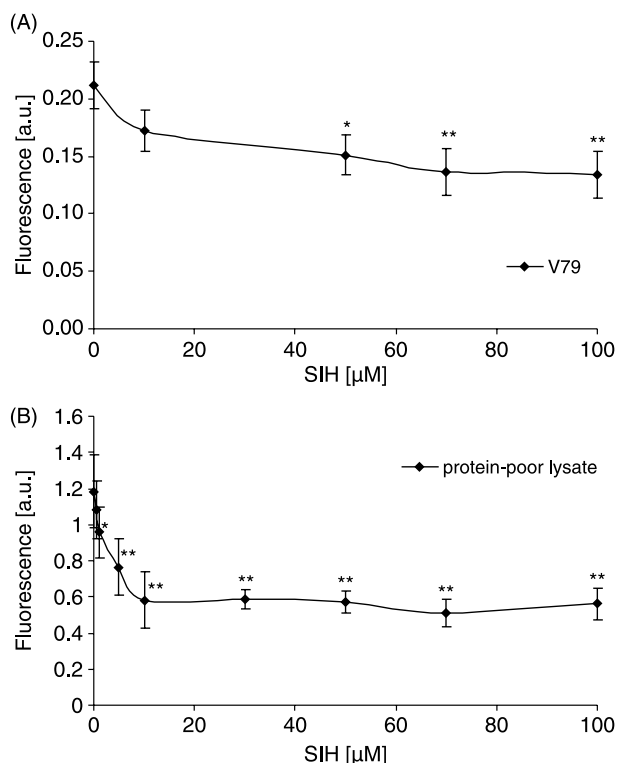 (A)
0.25
0.20
0.15
0.10
0.05
0.00
Fluorescence [a.u.]
*
**
**
V79
0 20 40 60 80 100
SIH [µM]
(B)
1.6
1.4
1.2
1
0.8
0.6
0.4
0.2
0
Fluorescence [a.u.]
protein-poor lysate
*
**
**
**
**
**
**
0 20 40 60 80 100
SIH [µM]